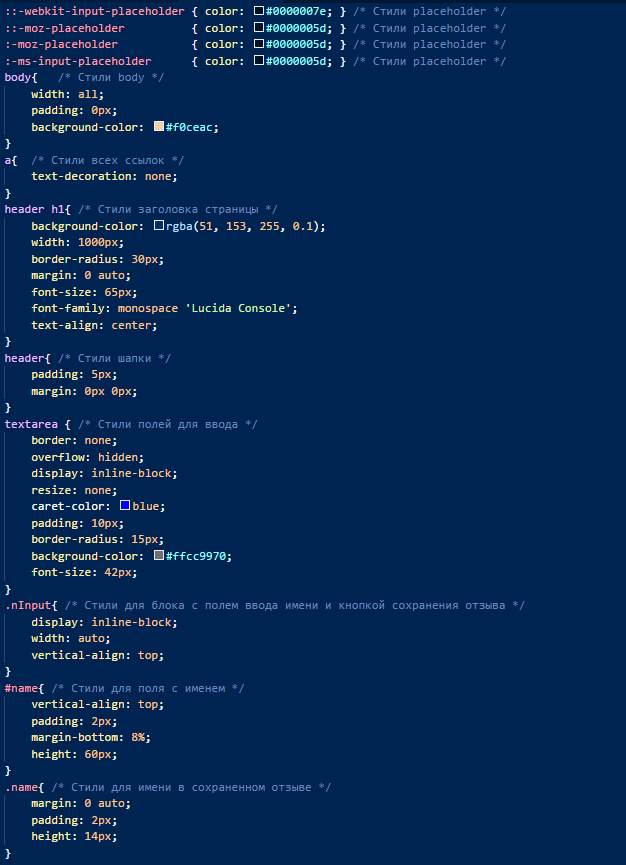 ::-webkit-input-placeholder { color: #0000007e; } /* Стили placeholder */
::-moz-placeholder { color: #0000005d; } /* Стили placeholder */
:-moz-placeholder { color: #0000005d; } /* Стили placeholder */
:-ms-input-placeholder { color: #0000005d; } /* Стили placeholder */
body{ /* Стили body */
width: all;
padding: 0px;
background-color: #f0ceac;
}
a{ /* Стили всех ссылок */
text-decoration: none;
}
header h1{ /* Стили заголовка страницы */
background-color: rgba(51, 153, 255, 0.1);
width: 1000px;
border-radius: 30px;
margin: 0 auto;
font-size: 65px;
font-family: monospace 'Lucida Console';
text-align: center;
}
header{ /* Стили шапки */
padding: 5px;
margin: 0px 0px;
}
textarea { /* Стили полей для ввода */
border: none;
overflow: hidden;
display: inline-block;
resize: none;
caret-color: blue;
padding: 10px;
border-radius: 15px;
background-color: #ffcc9970;
font-size: 42px;
}
.nInput{ /* Стили для блока с полем ввода имени и кнопкой сохранения отзыва */
display: inline-block;
width: auto;
vertical-align: top;
}
#name{ /* Стили для поля с именем */
vertical-align: top;
padding: 2px;
margin-bottom: 8%;
height: 60px;
}
.name{ /* Стили для имени в сохраненном отзыве */
margin: 0 auto;
padding: 2px;
height: 14px;
}